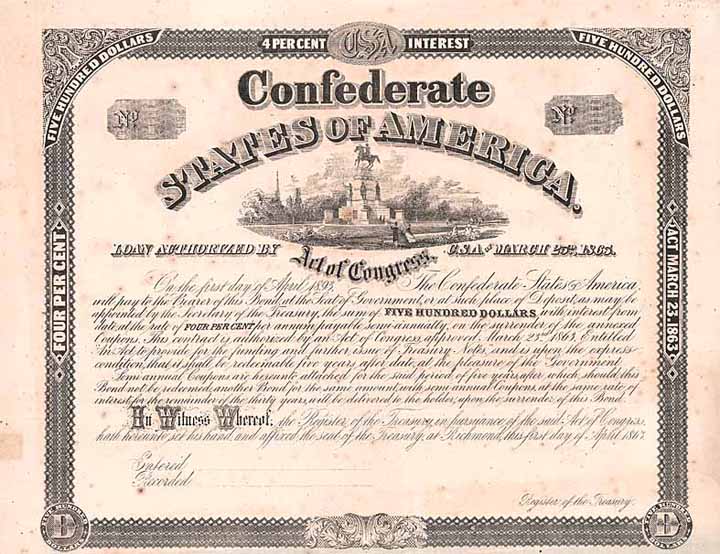 4 PER CENT CSA INTEREST
FIVE HUNDRED DOLLARS
FIVE HUNDRED DOLLARS
Confederate
No
No
STATES OF AMERICA.
LOAN AUTHORIZED BY Act of Congress, C.S.A. OF MARCH 23rd, 1863.
FOUR PER CENT
ACT MARCH 23, 1863
On the first day of April 1893, The Confederate States of America
will pay to the Bearer of this Bond, at the Seat of Government, or at such place of Deposit, as may be
appointed by the Secretary of the Treasury, the sum of FIVE HUNDRED DOLLARS, with interest from
date, at the rate of FOUR PER CENT per annum, payable semi-annually, on the surrender of the annexed
Coupons. This contract is authorized by an Act of Congress, approved, March 23rd 1863, Entitled
An Act to provide for the funding and further issue of Treasury Notes, and is upon the express
condition, that it shall be redeemable five years after date, at the pleasure of the Government.
Semi annual Coupons are hereunto attached for said period of five years, after which, should this
Bond not be redeemed, another Bond for the same amount, with semi annual Coupons, at the same rate of
interest, for the remainder of the thirty years, will be delivered to the holder, upon the surrender of this Bond.
In Witness Whereof, the Register of the Treasury, in pursuance of the said Act of Congress,
hath hereunto set his hand, and affixed the seal of the Treasury, at Richmond, this first day of April 1863.
Entered
Recorded
Register of the Treasury.
FIVE HUNDRED
D
DOLLARS
FIVE HUNDRED
D
DOLLARS